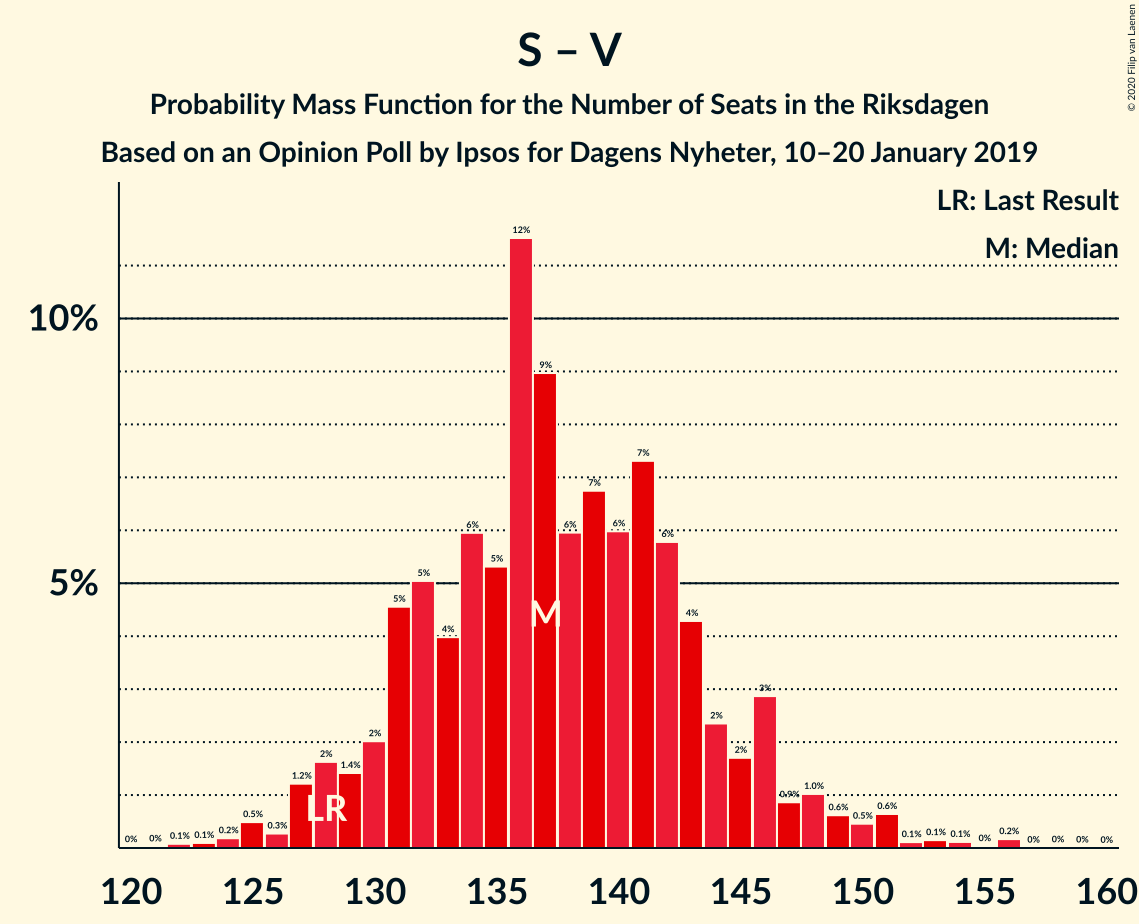 S – V
Probability Mass Function for the Number of Seats in the Riksdagen
Based on an Opinion Poll by Ipsos for Dagens Nyheter, 10–20 January 2019
© 2020 Filip van Laenen
LR: Last Result
M: Median
10%
5%
0% 0% 0.1% 0.1% 0.2% 0.5% 0.3% 1.2% 2% 1.4% 2% 5% 5% 4% 6% 5% 12% 9% 6% 7% 6% 7% 6% 4% 2% 2% 3% 0.9% 1.0% 0.6% 0.5% 0.6% 0.1% 0.1% 0.1% 0% 0.2% 0% 0% 0% 0%
M
LR
120 125 130 135 140 145 150 155 160